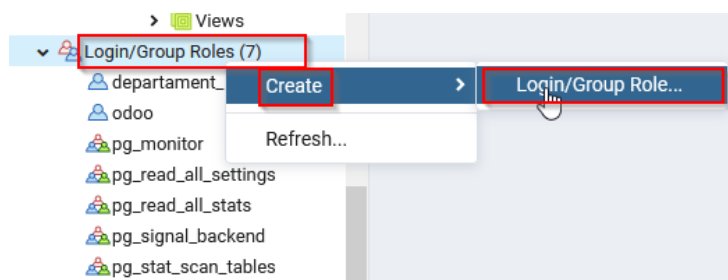 Views
Login/Group Roles (7)
departament_
Create
Login/Group Role...
odoo
pg_monitor
Refresh...
pg_read_all_settings
pg_read_all_stats
pg_signal_backend
pg_stat_scan_tables